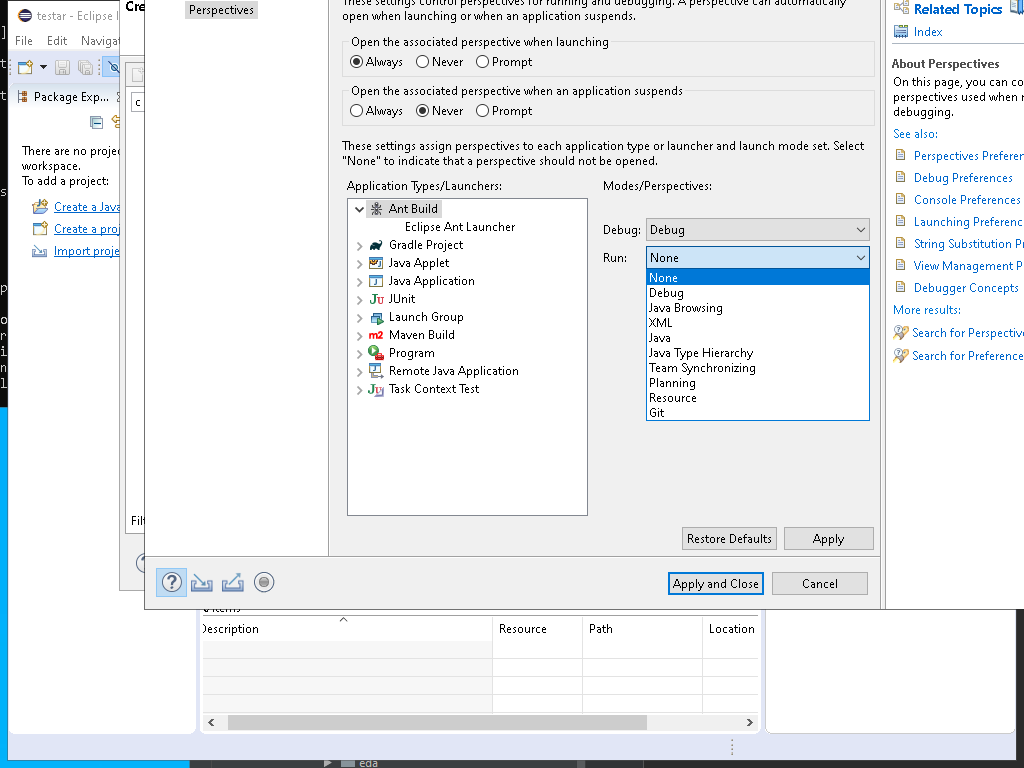 testar - Eclipse I
File Edit Navigat
Package Exp...
There are no proje
workspace.
To add a project:
Create a Java
Create a proj
Import proje
Cre
c
Filt
Perspectives
These settings control perspectives for running and debugging. A perspective can automatically
open when launching or when an application suspends.
Open the associated perspective when launching
Always Never Prompt
Open the associated perspective when an application suspends
Always Never Prompt
These settings assign perspectives to each application type or launcher and launch mode set. Select
"None" to indicate that a perspective should not be opened.
Application Types/Launchers:
Ant Build
Eclipse Ant Launcher
Gradle Project
Java Applet
Java Application
JUnit
Launch Group
Maven Build
Program
Remote Java Application
Task Context Test
Modes/Perspectives:
Debug: Debug
Run: None
None
Debug
Java Browsing
XML
Java
Java Type Hierarchy
Team Synchronizing
Planning
Resource
Git
Restore Defaults Apply
Apply and Close Cancel
Related Topics
Index
About Perspectives
On this page, you can co
perspectives used when r
debugging.
See also:
Perspectives Preferen
Debug Preferences
Console Preferences
Launching Preferenc
String Substitution Pr
View Management P
Debugger Concepts
More results:
Search for Perspective
Search for Preference
items
Description Resource Path Location
eda